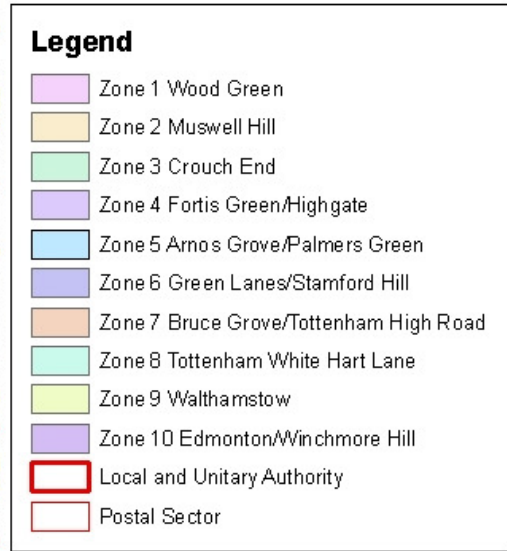 Legend
Zone 1 Wood Green
Zone 2 Muswell Hill
Zone 3 Crouch End
Zone 4 Fortis Green/Highgate
Zone 5 Arnos Grove/Palmers Green
Zone 6 Green Lanes/Stamford Hill
Zone 7 Bruce Grove/Tottenham High Road
Zone 8 Tottenham White Hart Lane
Zone 9 Walthamstow
Zone 10 Edmonton/Winchmore Hill
Local and Unitary Authority
Postal Sector